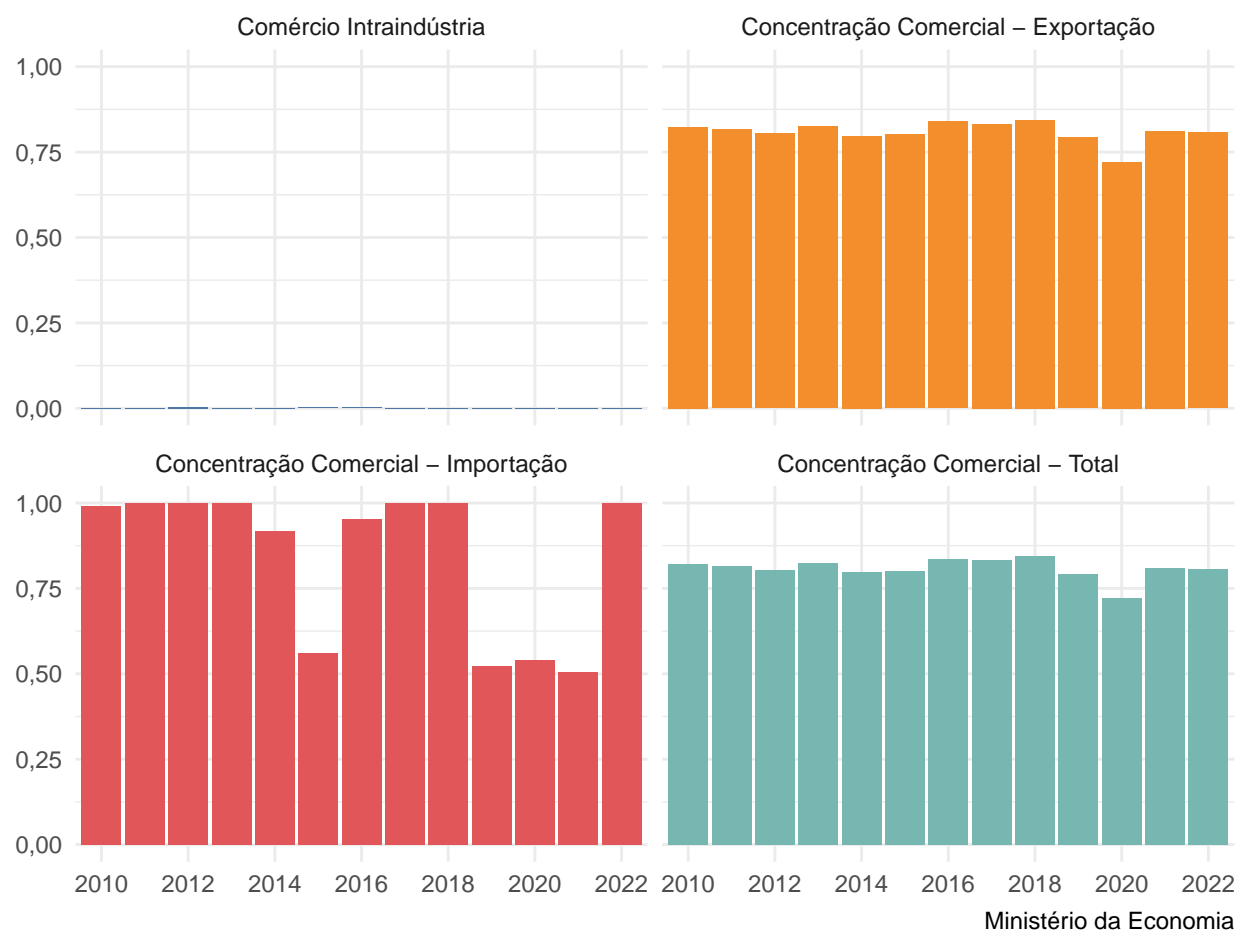 Comércio Intraindústria
Concentração Comercial – Exportação
1,00
0,75
0,50
0,25
0,00
Concentração Comercial – Importação
Concentração Comercial – Total
1,00
0,75
0,50
0,25
0,00
2010 2012 2014 2016 2018 2020 2022
2010 2012 2014 2016 2018 2020 2022
Ministério da Economia